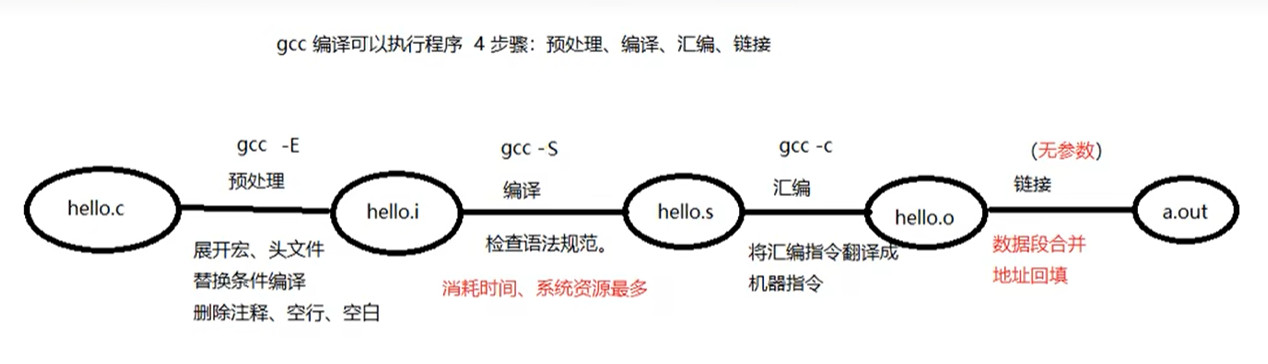 gcc 编译可以执行程序 4 步骤：预处理、编译、汇编、链接
gcc -E
gcc -S
gcc -c
(无参数)
预处理
编译
汇编
链接
hello.c
hello.i
hello.s
hello.o
a.out
展开宏、头文件
替换条件编译
删除注释、空行、空白
检查语法规范。
消耗时间、系统资源最多
将汇编指令翻译成
机器指令
数据段合并
地址回填